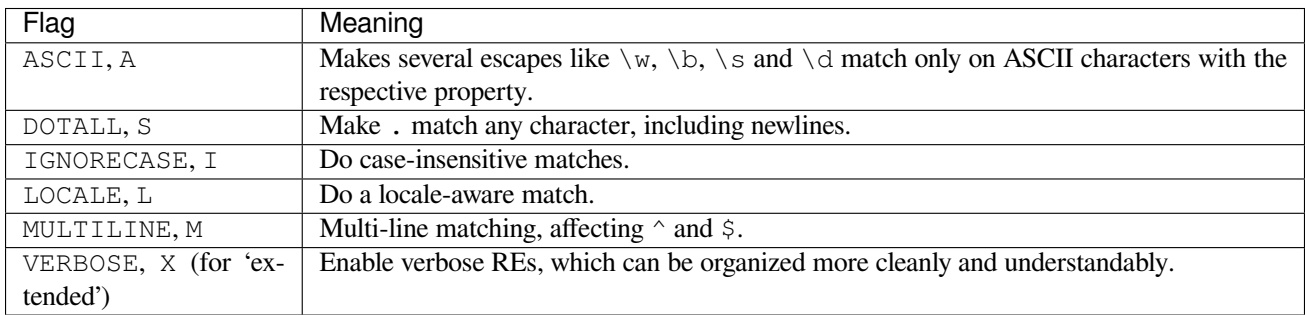 Flag Meaning
ASCII, A Makes several escapes like \w, \b, \s and \d match only on ASCII characters with the
respective property.
DOTALL, S Make . match any character, including newlines.
IGNORECASE, I Do case-insensitive matches.
LOCALE, L Do a locale-aware match.
MULTILINE, M Multi-line matching, affecting ^ and $.
VERBOSE, X (for ‘ex- Enable verbose REs, which can be organized more cleanly and understandably.
tended’)